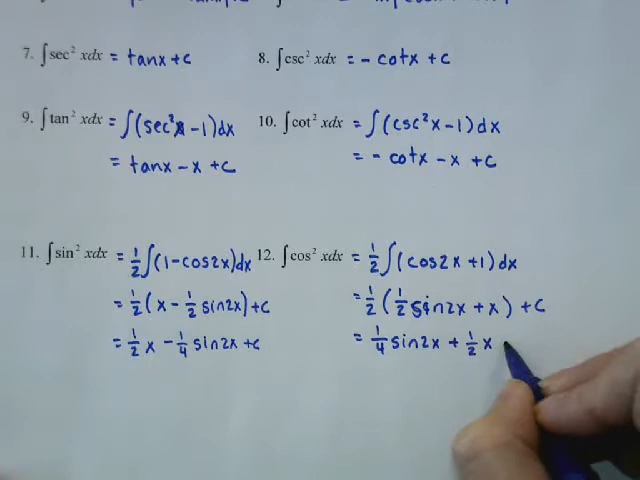 7. ∫sec² xdx = tanx + c
8. ∫csc² xdx = - cotx + c
9. ∫tan² xdx = ∫(sec²x - 1)dx
= tanx - x + c
10. ∫cot² xdx = ∫(csc²x - 1)dx
= - cotx - x + c
11. ∫sin² xdx = 1/2 ∫(1 - cos2x)dx
= 1/2 (x - 1/2 sin2x) + c
= 1/2 x - 1/4 sin2x + c
12. ∫cos² xdx = 1/2 ∫(cos2x + 1)dx
= 1/2 (1/2 sin2x + x) + c
= 1/4 sin2x + 1/2 x